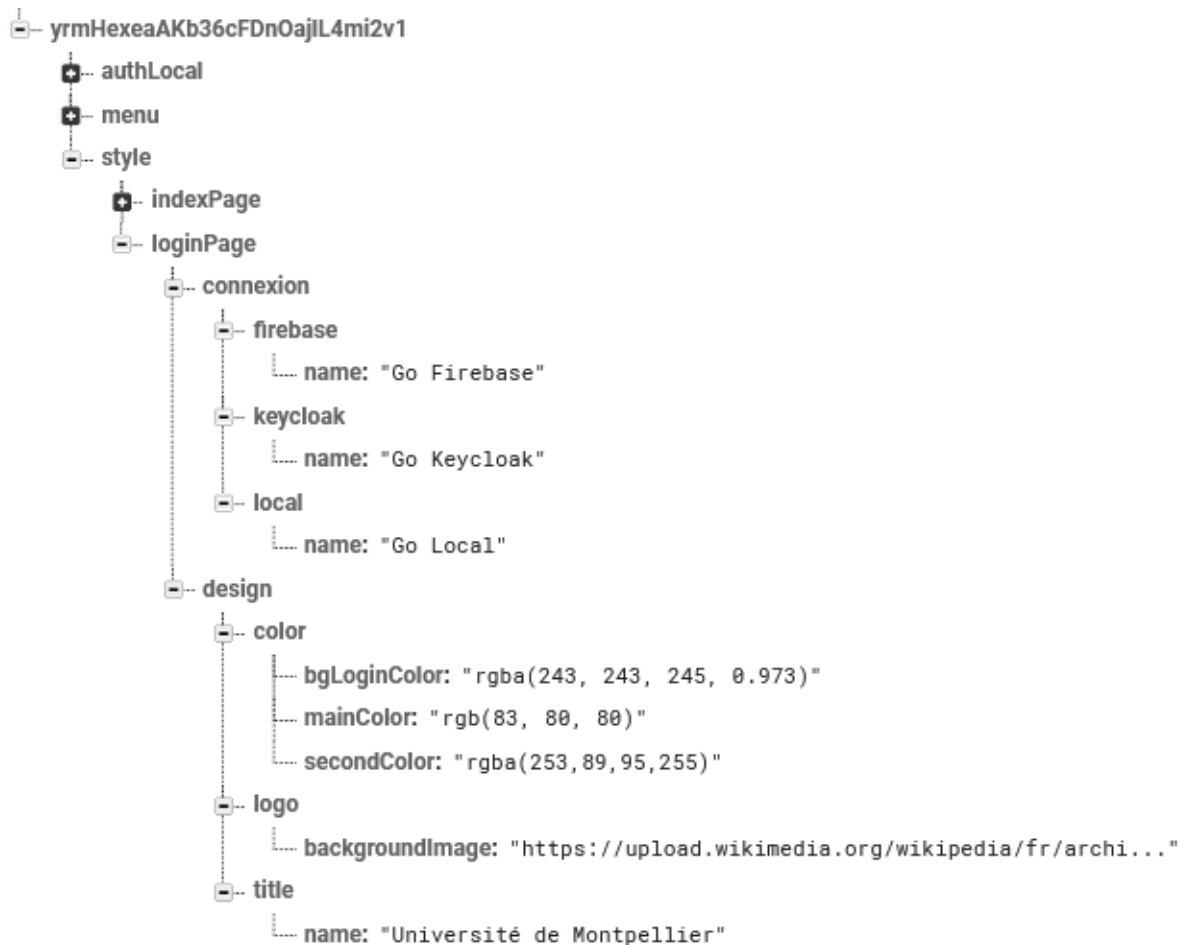 yrmHexeaAKb36cFDnOajlL4mi2v1
authLocal
menu
style
indexPage
loginPage
connexion
firebase
name: "Go Firebase"
keycloak
name: "Go Keycloak"
local
name: "Go Local"
design
color
bgLoginColor: "rgba(243, 243, 245, 0.973)"
mainColor: "rgb(83, 80, 80)"
secondColor: "rgba(253,89,95,255)"
logo
backgroundImage: "https://upload.wikimedia.org/wikipedia/fr/archi..."
title
name: "Université de Montpellier"